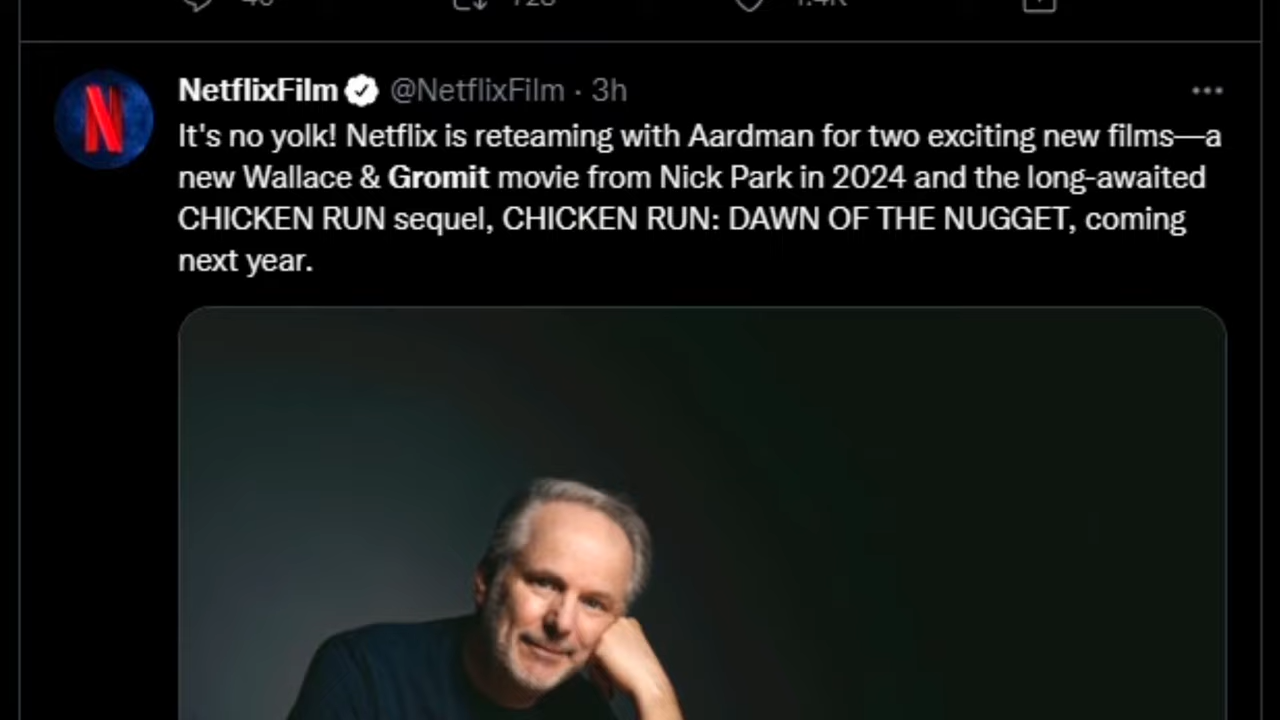 NetflixFilm @NetflixFilm · 3h
It's no yolk! Netflix is reteaming with Aardman for two exciting new films—a
new Wallace & Gromit movie from Nick Park in 2024 and the long-awaited
CHICKEN RUN sequel, CHICKEN RUN: DAWN OF THE NUGGET, coming
next year.